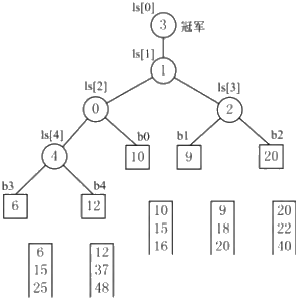 ls[0]
3 冠军
ls[1]
1
ls[2] ls[3]
0 2
ls[4] b0 b1 b2
4 10 9 20
b3 b4
6 12
10 9 20
15 18 22
16 20 40
6 12
15 37
25 48